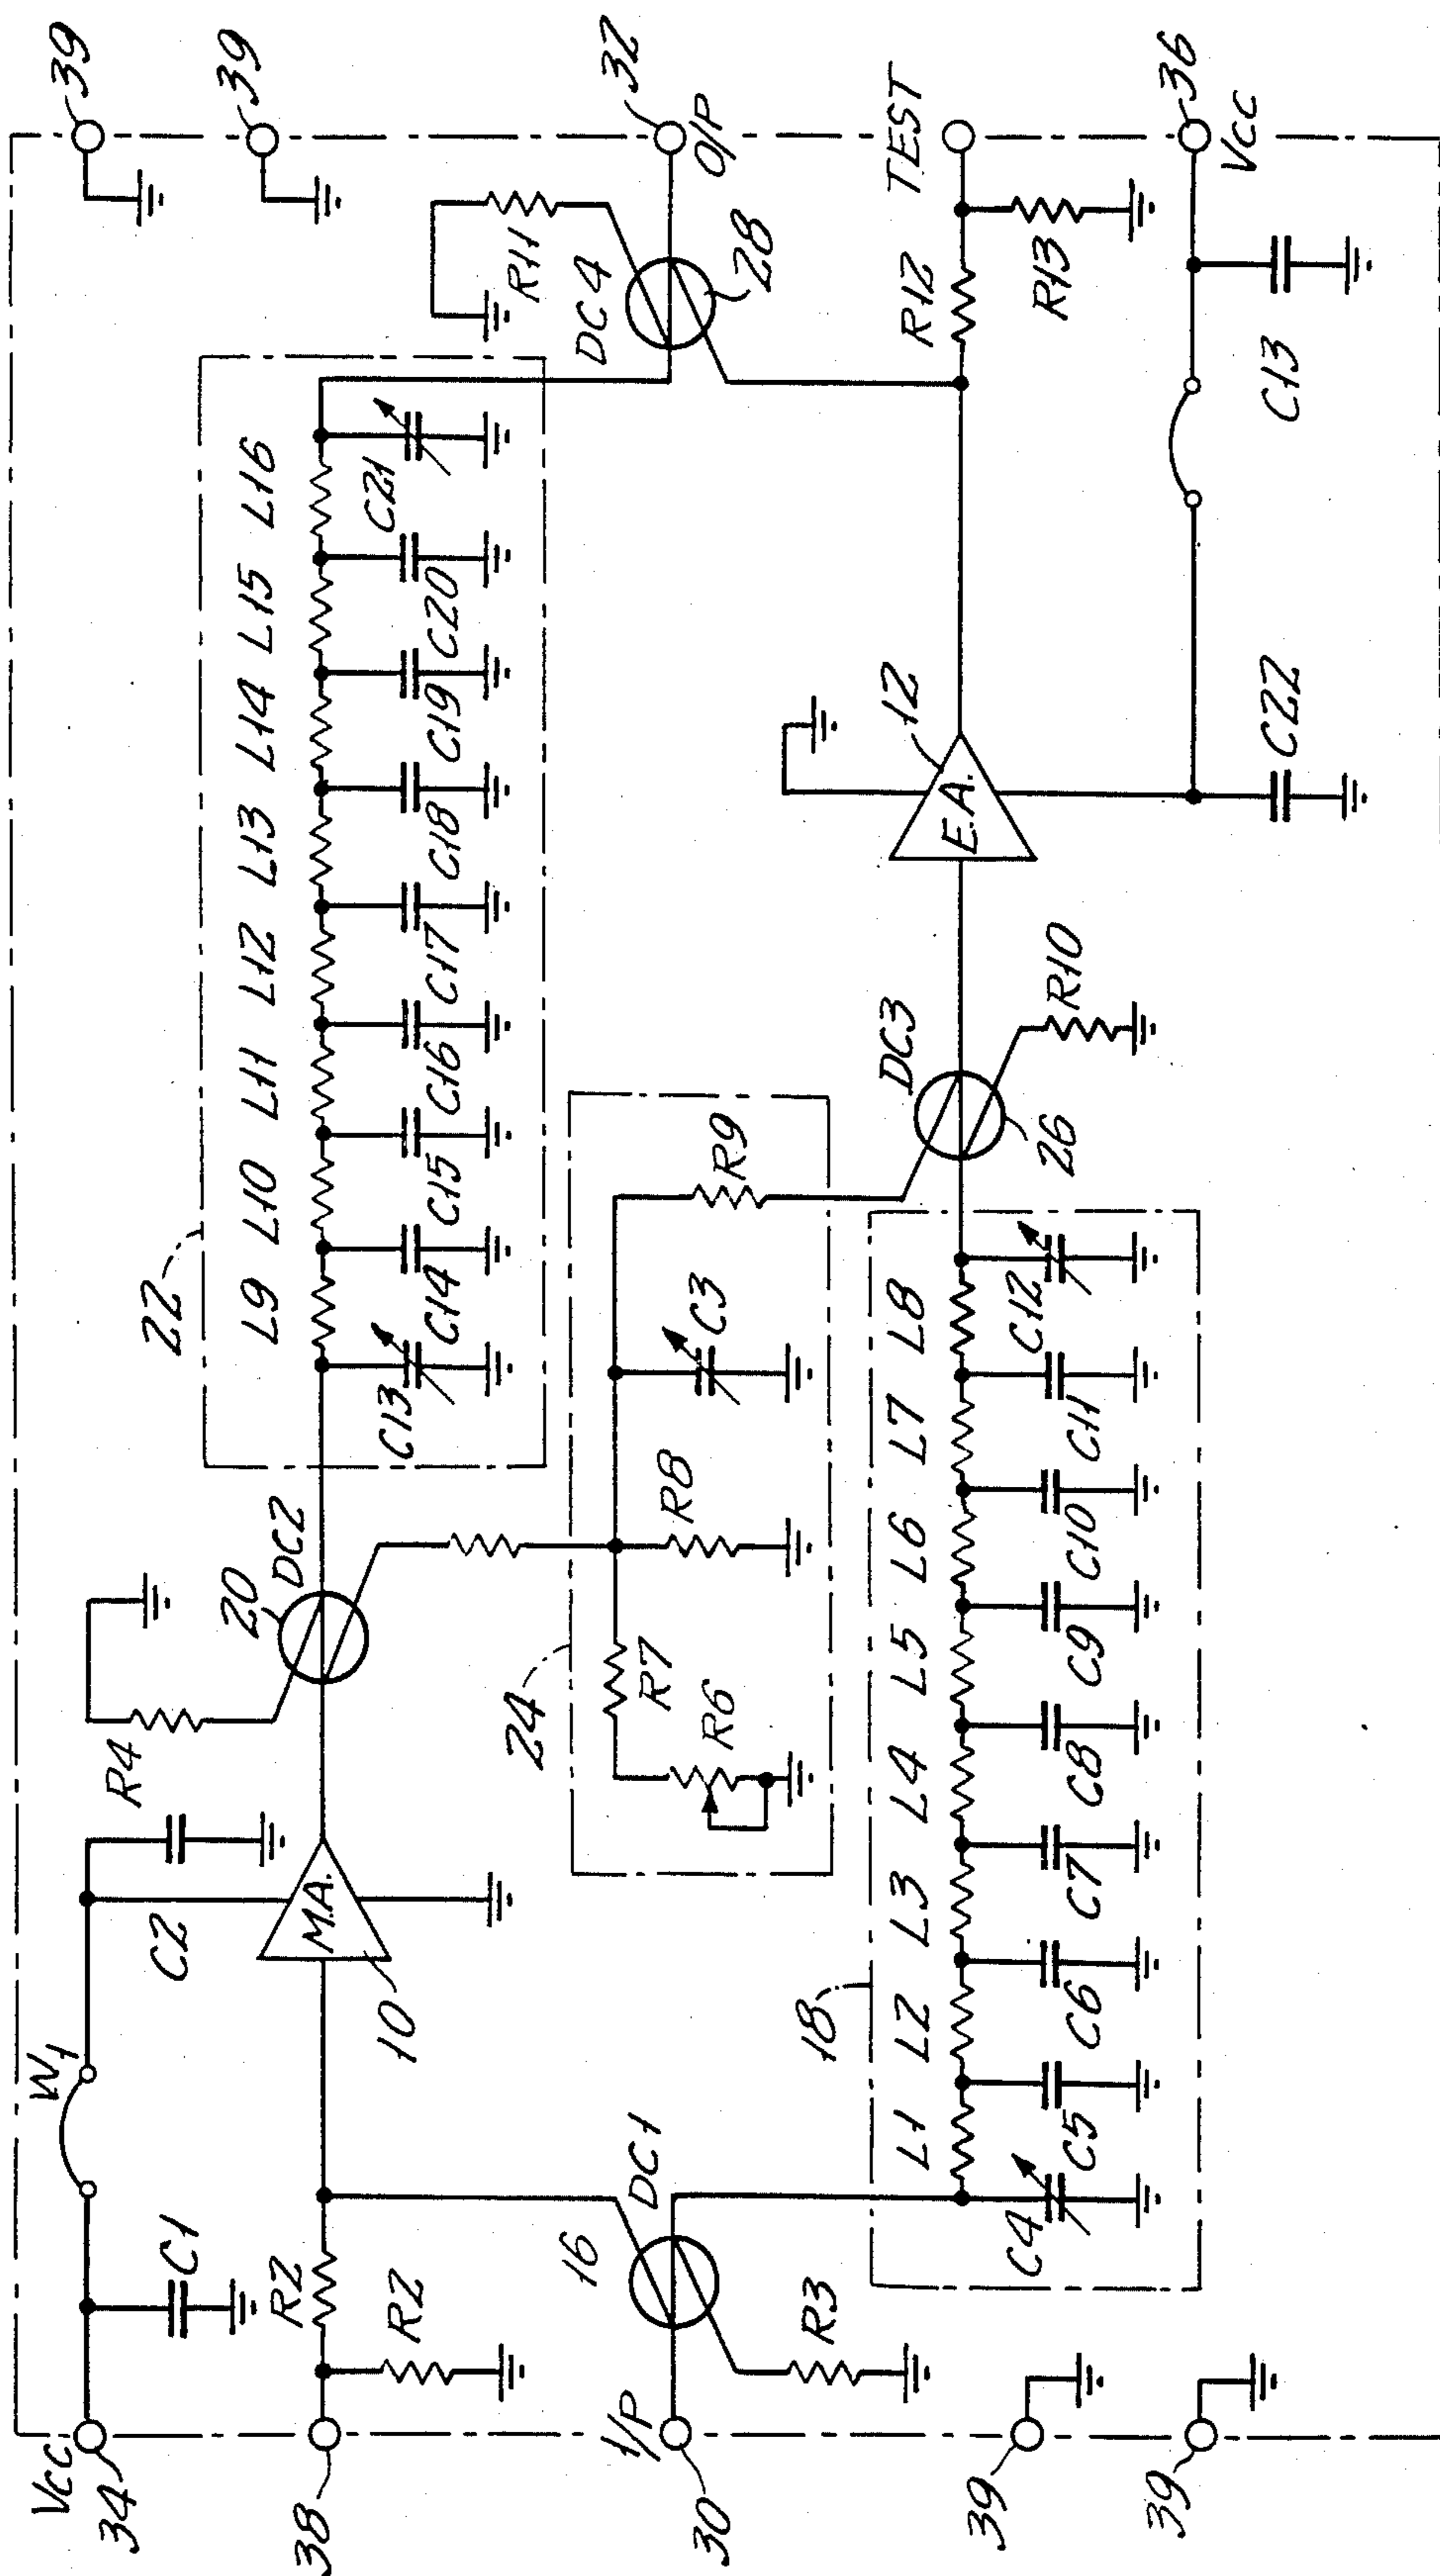 Vcc
34
C1
W1
C2
R4
39
39
38
R2
R2
10
M.A.
20
DC2
22
L9 L10 L11 L12 L13 L14 L15 L16
C13
C14
C15
C16
C17
C18
C19
C20
C21
R11
DC4
28
32
O/P
I/P
30
16
DC1
R3
24
R7
R6
R8
C3
R9
18
L1 L2 L3 L4 L5 L6 L7 L8
C4
C5
C6
C7
C8
C9
C10
C11
C12
DC3
26
R10
E.A.
12
R12
TEST
R13
C22
C13
36
Vcc
39
39